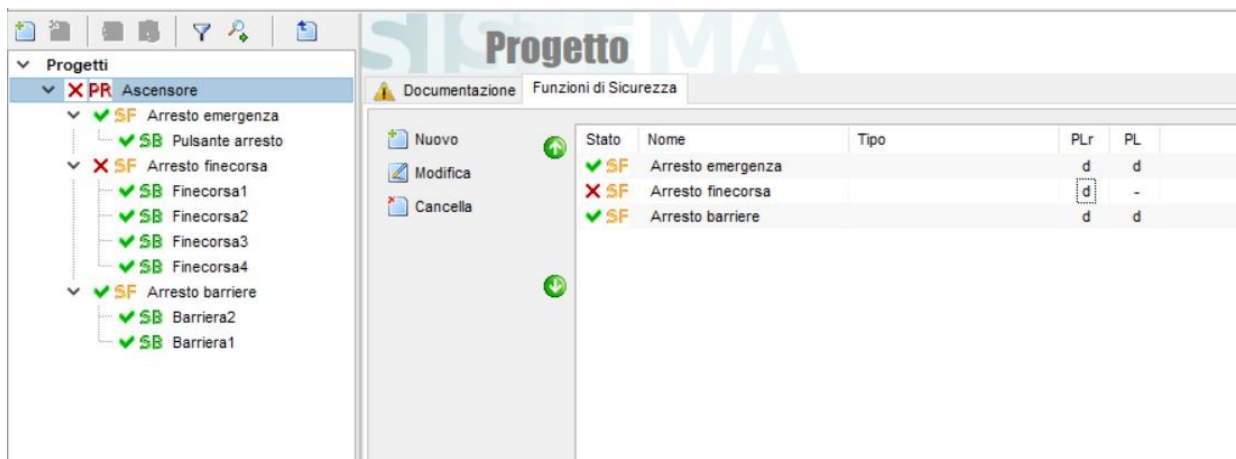 SISTEMA
Progetto
Progetti
PR Ascensore
SF Arresto emergenza
SB Pulsante arresto
SF Arresto finecorsa
SB Finecorsa1
SB Finecorsa2
SB Finecorsa3
SB Finecorsa4
SF Arresto barriere
SB Barriera2
SB Barriera1
Documentazione Funzioni di Sicurezza
Nuovo
Modifica
Cancella
Stato Nome Tipo PLr PL
SF Arresto emergenza d d
SF Arresto finecorsa d -
SF Arresto barriere d d